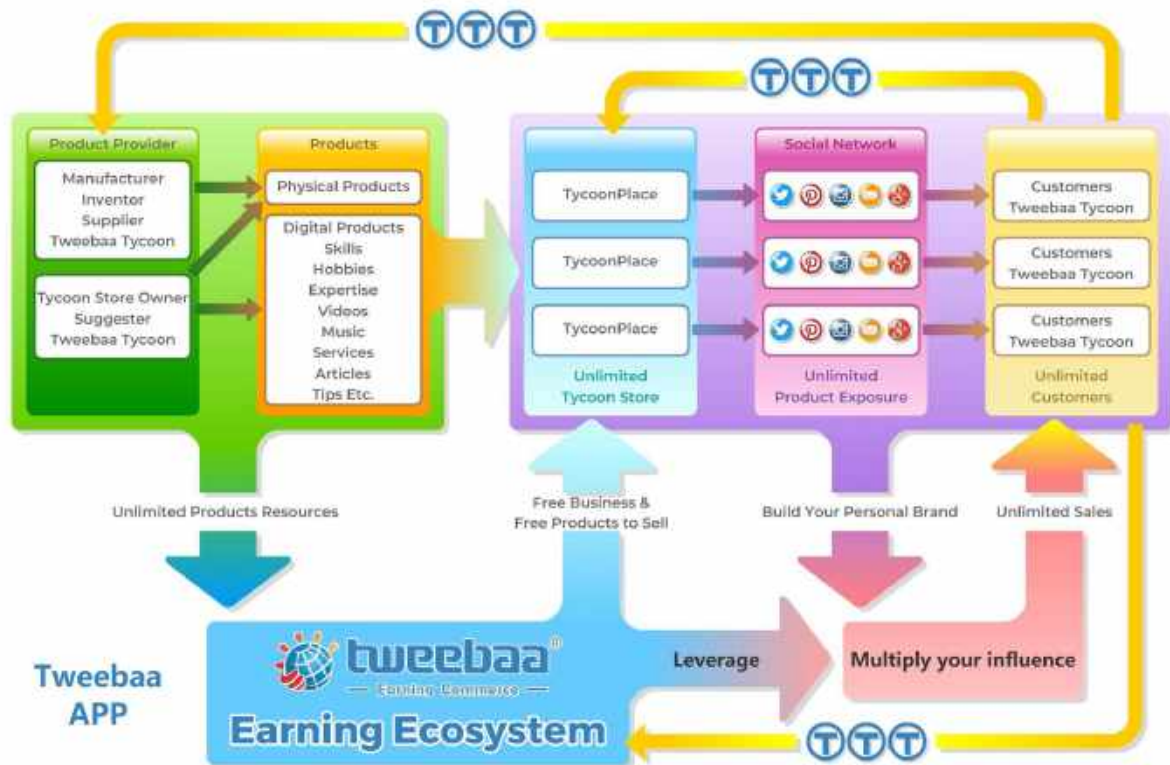 TTT
TTT
Product Provider
Manufacturer
Inventor
Supplier
Tweebaa Tycoon
Tycoon Store Owner
Suggester
Tweebaa Tycoon
Products
Physical Products
Digital Products
Skills
Hobbies
Expertise
Videos
Music
Services
Articles
Tips Etc.
TycoonPlace
TycoonPlace
TycoonPlace
Unlimited
Tycoon Store
Social Network
Unlimited
Product Exposure
Customers
Tweebaa Tycoon
Customers
Tweebaa Tycoon
Customers
Tweebaa Tycoon
Unlimited
Customers
Unlimited Products Resources
Free Business &
Free Products to Sell
Build Your Personal Brand
Unlimited Sales
Tweebaa
APP
tweebaa®
Earning Commerce
Earning Ecosystem
Leverage
Multiply your influence
TTT